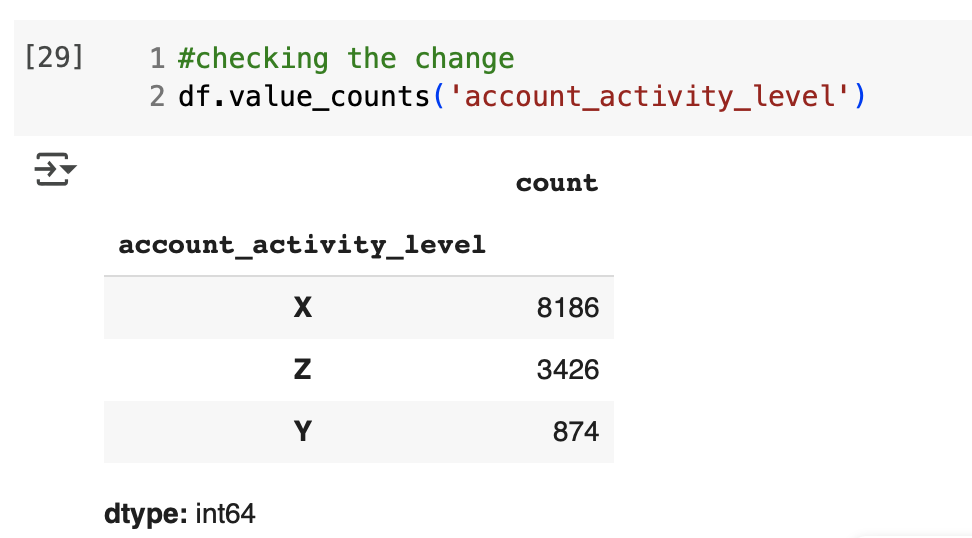 [29] 1 #checking the change
2 df.value_counts('account_activity_level')
count
account_activity_level
X 8186
Z 3426
Y 874
dtype: int64